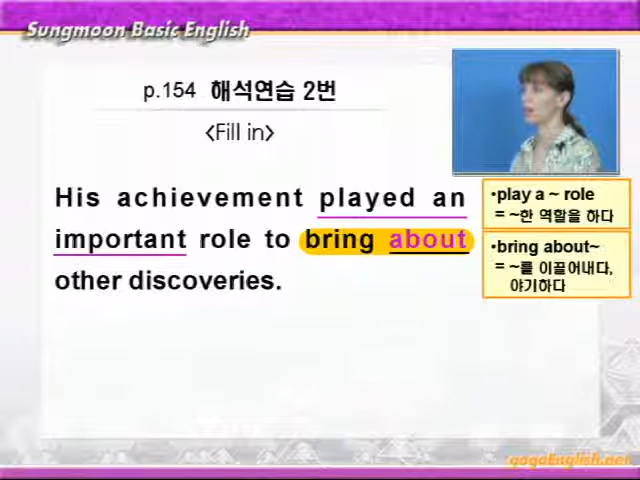 Sungmoon Basic English
p.154 해석연습 2번
<Fill in>
His achievement played an
important role to bring about
other discoveries.
•play a ~ role
= ~한 역할을 하다
•bring about~
= ~를 이끌어내다,
야기하다
gogoEnglish.net